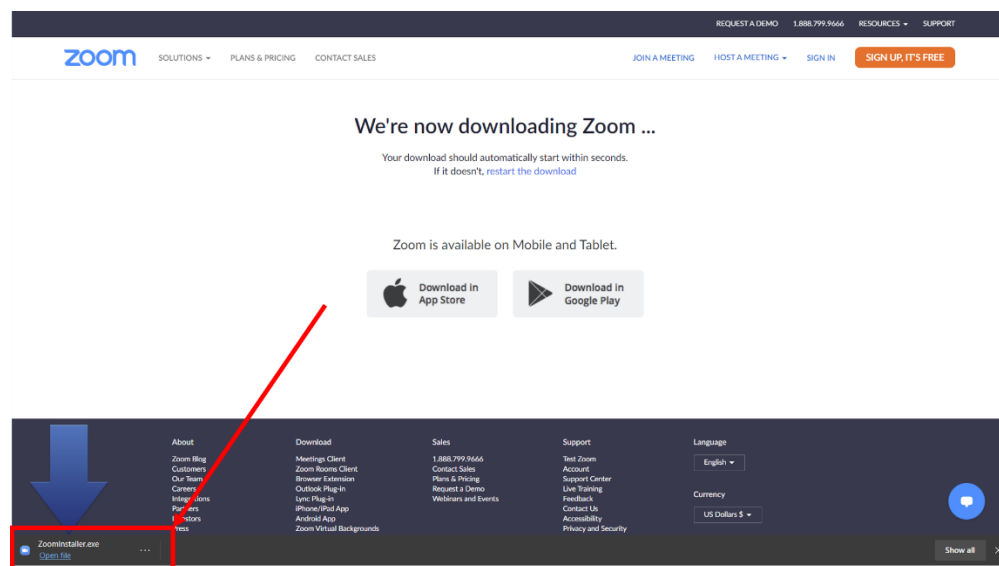 REQUEST A DEMO 1.888.799.9666 RESOURCES SUPPORT
zoom SOLUTIONS PLANS & PRICING CONTACT SALES JOIN A MEETING HOST A MEETING SIGN IN SIGN UP, IT'S FREE
We're now downloading Zoom ...
Your download should automatically start within seconds.
If it doesn't, restart the download
Zoom is available on Mobile and Tablet.
Download in
App Store
Download in
Google Play
About
Zoom Blog
Customers
Our Team
Careers
Integrations
Partners
Investors
Press
Download
Meetings Client
Zoom Rooms Client
Browser Extension
Outlook Plug-in
Lync Plug-in
iPhone/iPad App
Android App
Zoom Virtual Backgrounds
Sales
1.888.799.9666
Contact Sales
Plans & Pricing
Request a Demo
Webinars and Events
Support
Test Zoom
Account
Support Center
Live Training
Feedback
Contact Us
Accessibility
Privacy and Security
Language
English
Currency
US Dollars $
ZoomInstaller.exe
Open file
Show all